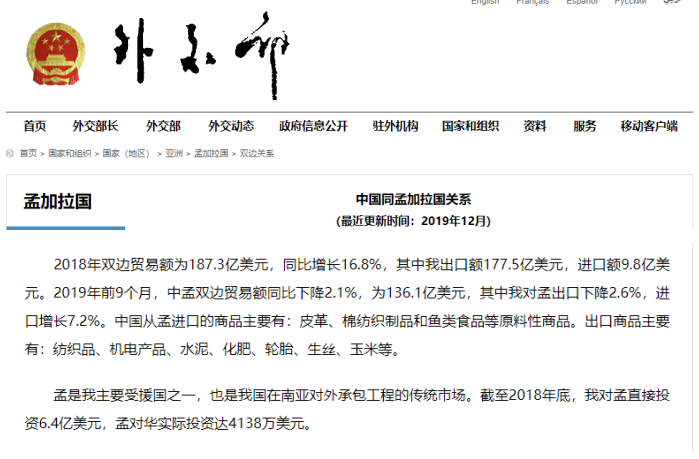 English Français Español Русский
外交部
首页 外交部长 外交部 外交动态 政府信息公开 驻外机构 国家和组织 资料 服务 移动客户端
首页 > 国家和组织 > 国家（地区） > 亚洲 > 孟加拉国 > 双边关系
孟加拉国
中国同孟加拉国关系
(最近更新时间：2019年12月)
2018年双边贸易额为187.3亿美元，同比增长16.8%，其中我出口额177.5亿美元，进口额9.8亿美
元。2019年前9个月，中孟双边贸易额同比下降2.1%，为136.1亿美元，其中我对孟出口下降2.6%，进
口增长7.2%。中国从孟进口的商品主要有：皮革、棉纺织制品和鱼类食品等原料性商品。出口商品主要
有：纺织品、机电产品、水泥、化肥、轮胎、生丝、玉米等。
孟是我主要受援国之一，也是我国在南亚对外承包工程的传统市场。截至2018年底，我对孟直接投
资6.4亿美元，孟对华实际投资达4138万美元。